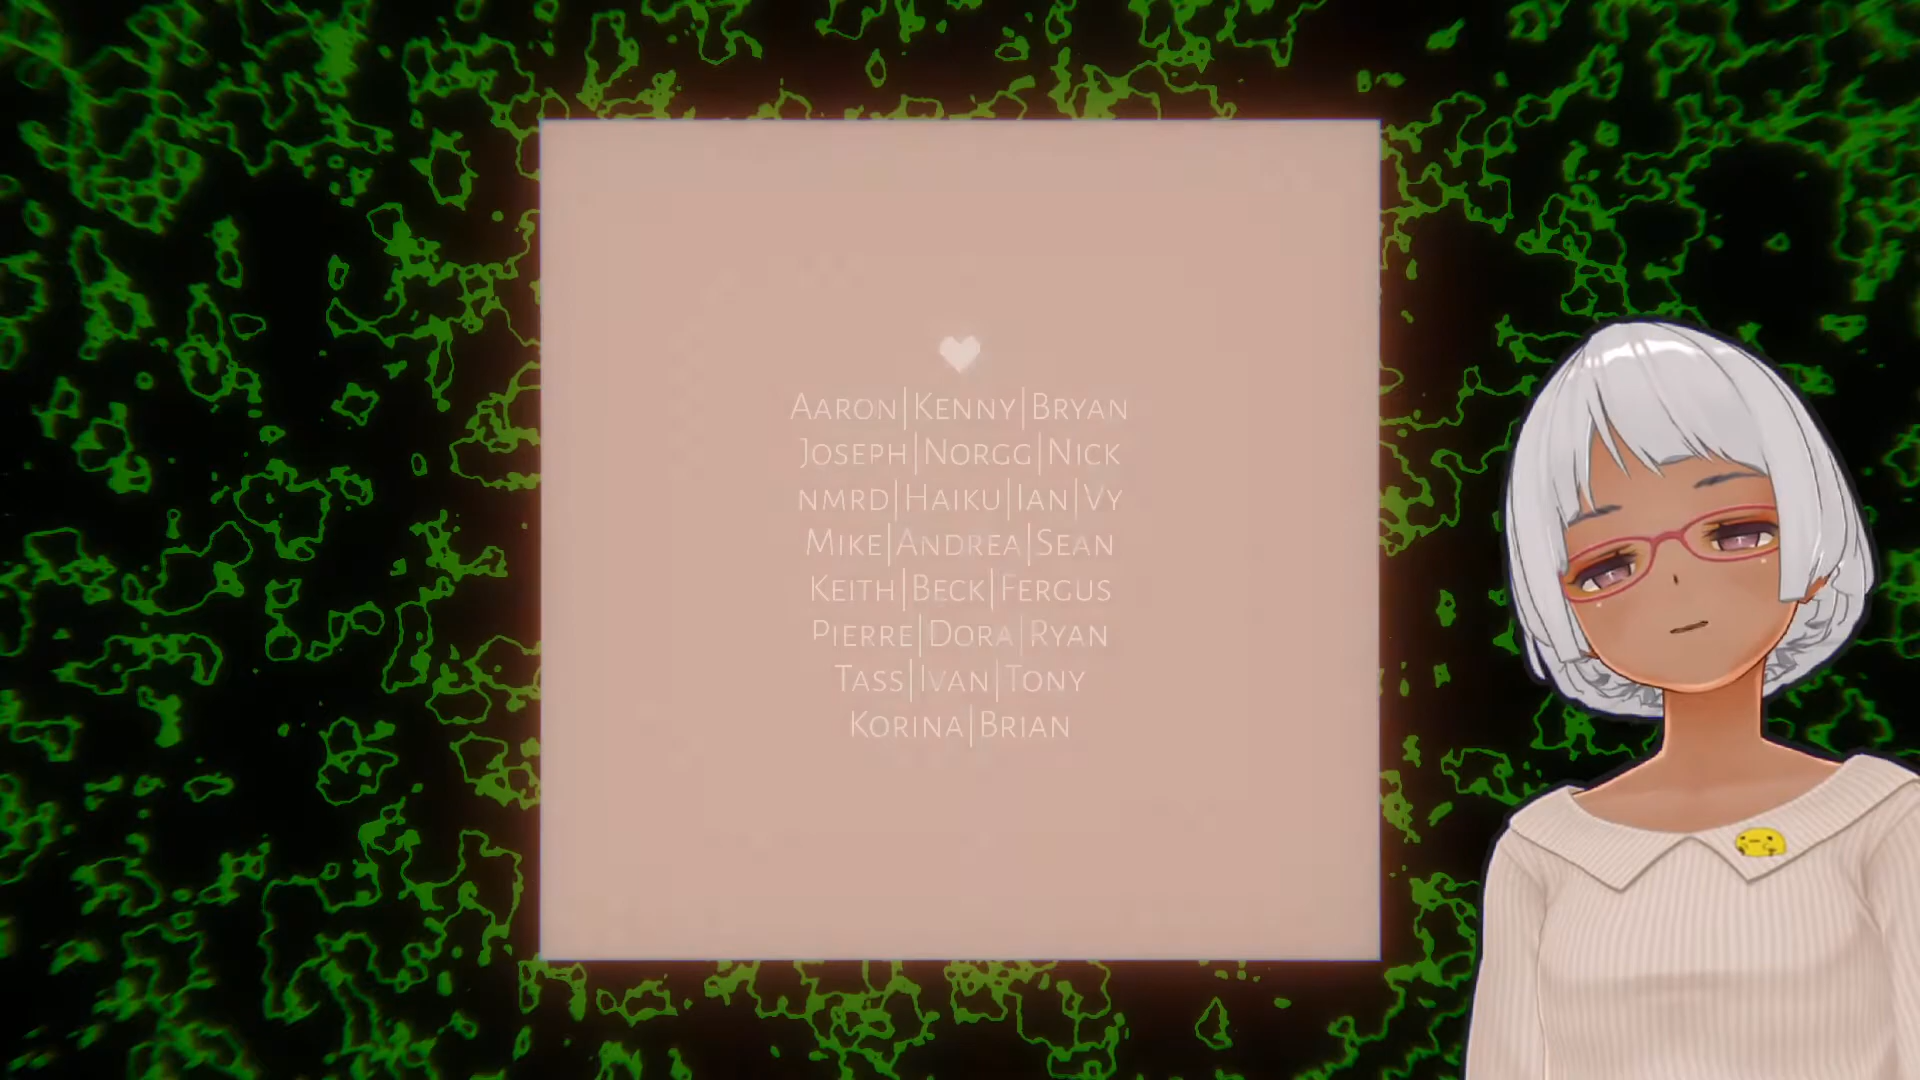 Aaron|Kenny|Bryan
Joseph|Norgg|Nick
nmrd|Haiku|Ian|Vy
Mike|Andrea|Sean
Keith|Beck|Fergus
Pierre|Dora|Ryan
Tass|Ivan|Tony
Korina|Brian